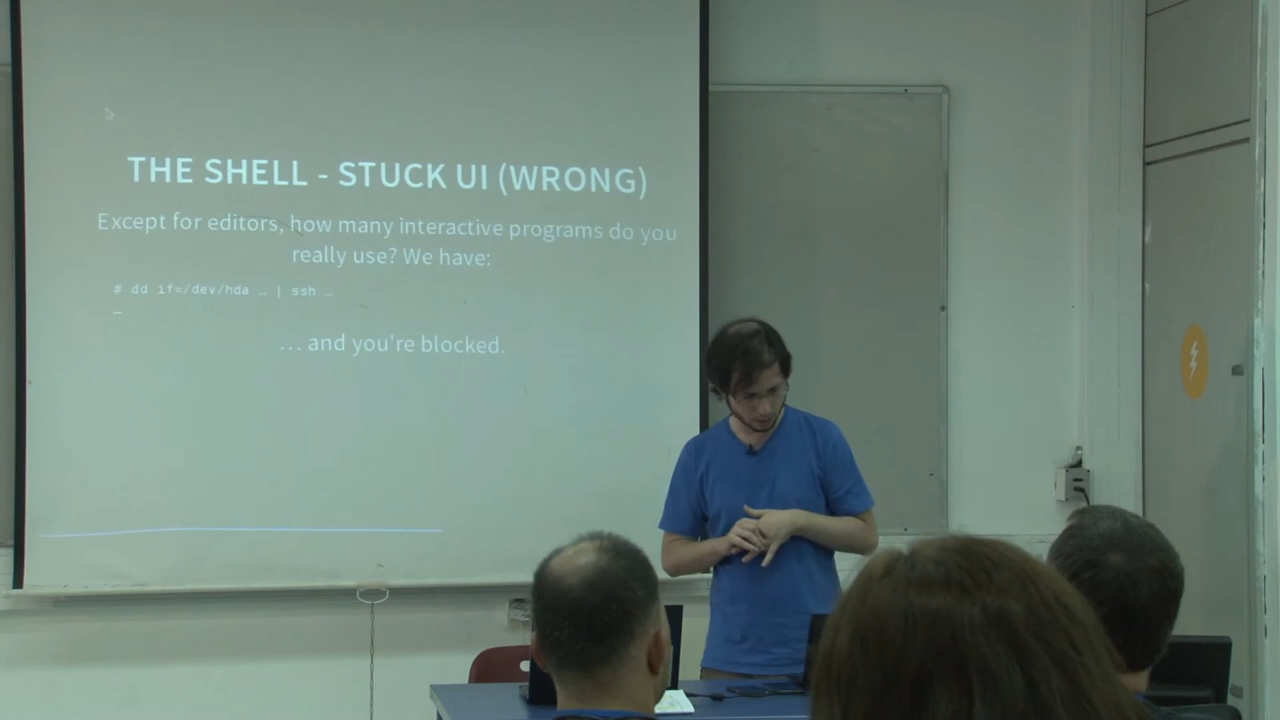 THE SHELL - STUCK UI (WRONG)
Except for editors, how many interactive programs do you
really use? We have:
# dd if=/dev/hda … | ssh …
_
… and you're blocked.